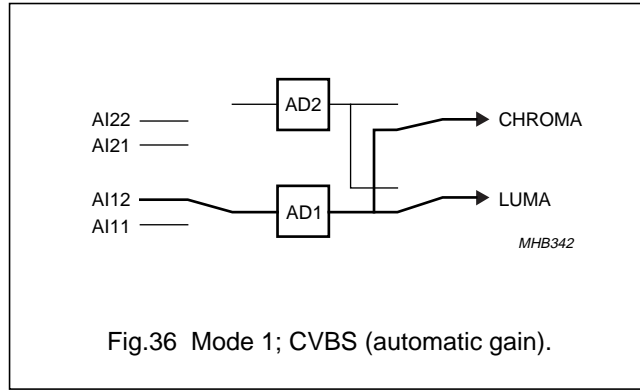 AD2
AI22
CHROMA
AI21
AI12
AD1
LUMA
AI11
MHB342
Fig.36 Mode 1; CVBS (automatic gain).